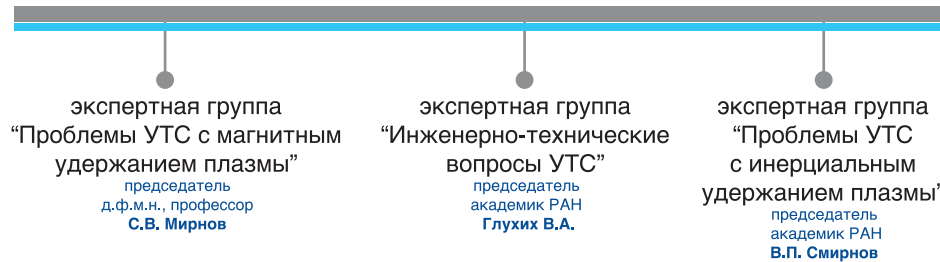 экспертная группа
“Проблемы УТС с магнитным
удержанием плазмы”
председатель
д.ф.м.н., профессор
С.В. Мирнов
экспертная группа
“Инженерно-технические
вопросы УТС”
председатель
академик РАН
Глухих В.А.
экспертная группа
“Проблемы УТС
с инерциальным
удержанием плазмы”
председатель
академик РАН
В.П. Смирнов